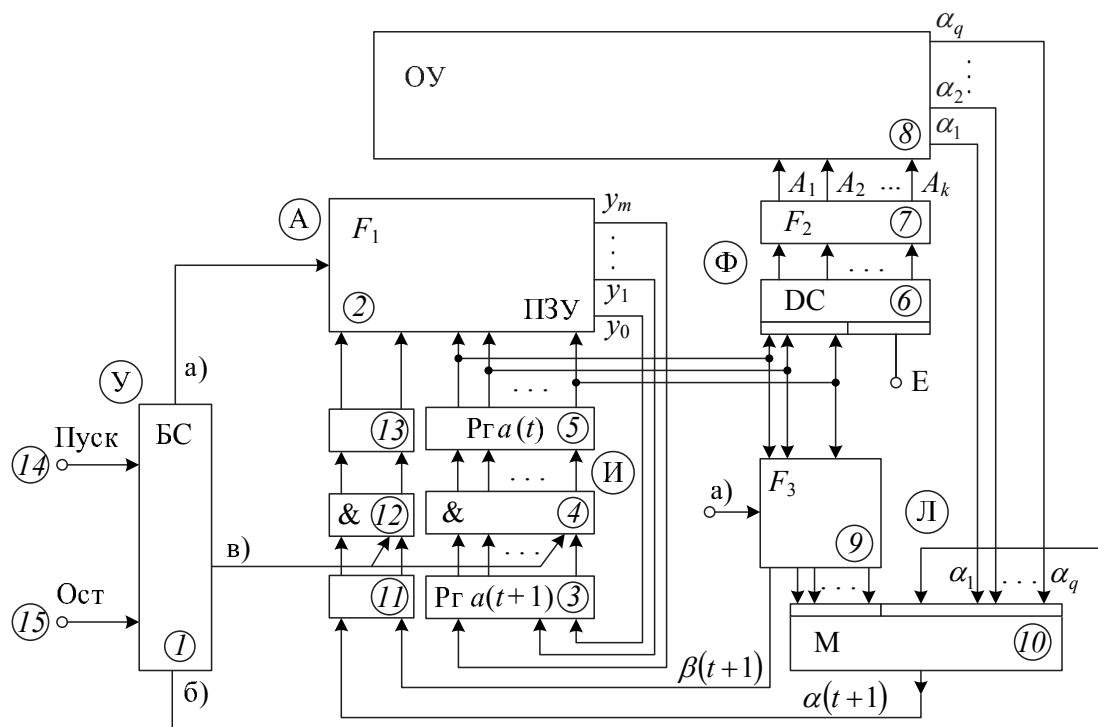 α_q
ОУ
α_2
8
α_1
A_1 A_2 ... A_k
А
F_1
y_m
F_2 7
Ф
y_1
DC 6
2
ПЗУ
y_0
а)
Е
У
БС
13
Рг a(t) 5
14
Пуск
И
F_3
а)
Л
& 12
& 4
9
в)
α_1 ... α_q
Ост
11
Рг a(t+1) 3
15
1
М 10
б)
β(t+1)
α(t+1)